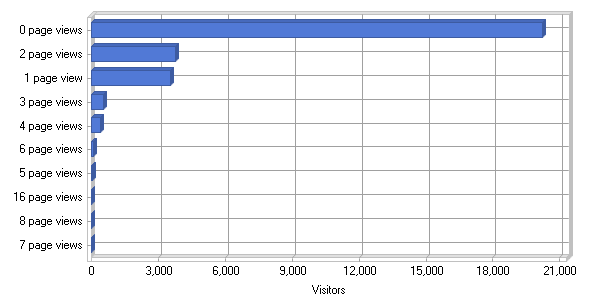 0 page views
2 page views
1 page view
3 page views
4 page views
6 page views
5 page views
16 page views
8 page views
7 page views
0 3,000 6,000 9,000 12,000 15,000 18,000 21,000
Visitors